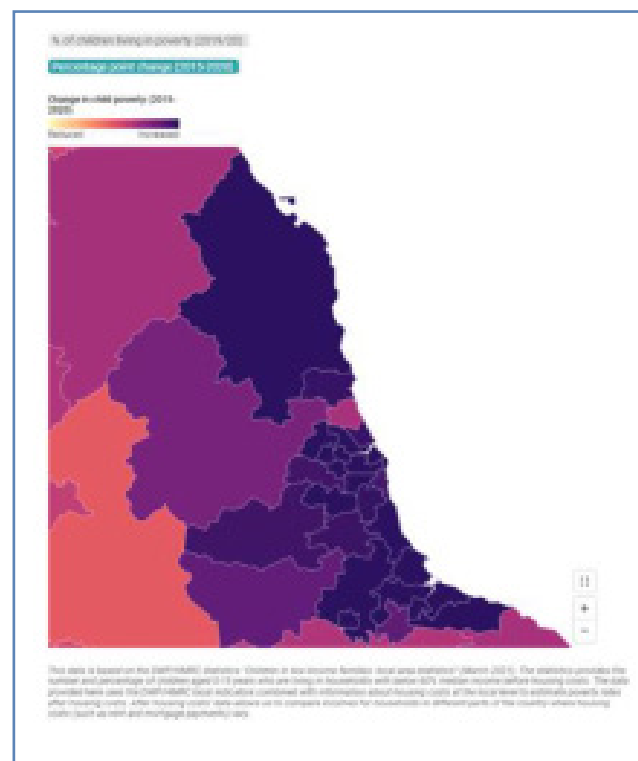 % of children living in poverty (2019/20)
Percentage point change (2015-2020)
Change in child poverty (2015-
2020)
Reduced Increased
This data is based on the DWP/HMRC statistics "Children in low income families: local area statistics" (March 2021). The statistics provides the
number and percentage of children aged 0-15 years who are living in households with below 60% median income before housing costs. The data
provided here uses the DWP/HMRC local indicators combined with information about housing costs at the local level to estimate poverty rates
after housing costs. After housing costs data allows us to compare incomes for households in different parts of the country where housing
costs (such as rent and mortgage payments) vary.